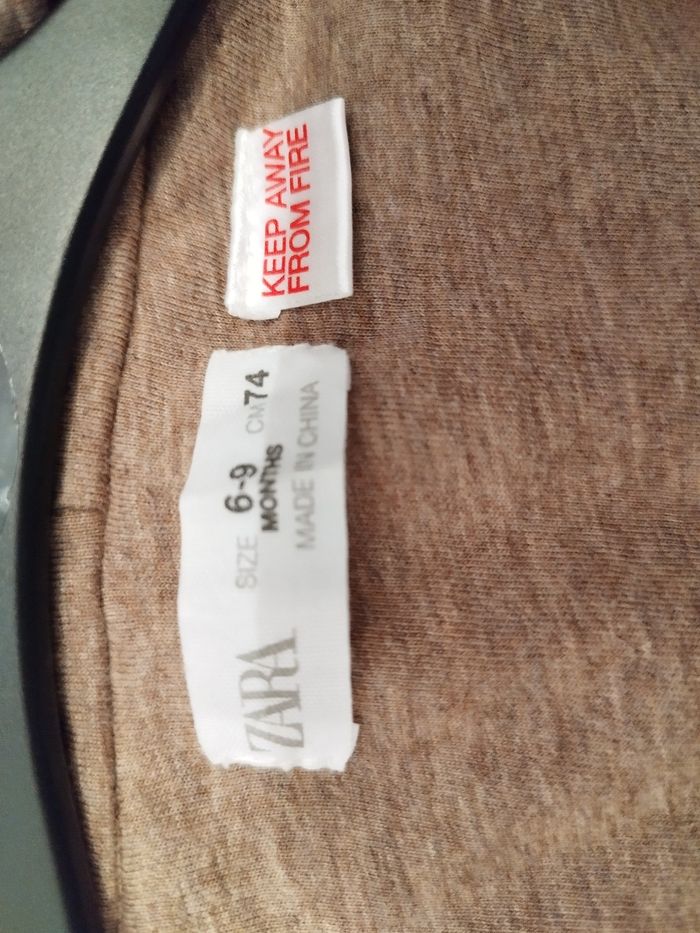 KEEP AWAY
FROM FIRE
ZARA
SIZE 6-9 CM 74
MONTHS
MADE IN CHINA